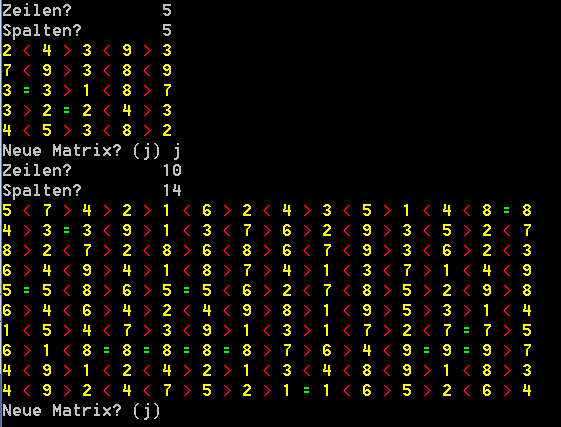 Zeilen? 5
Spalten? 5
2 < 4 > 3 < 9 > 3
7 < 9 > 3 < 8 < 9
3 = 3 > 1 < 8 > 7
3 > 2 = 2 < 4 > 3
4 < 5 > 3 < 8 > 2
Neue Matrix? (j) j
Zeilen? 10
Spalten? 14
5 < 7 > 4 > 2 > 1 < 6 > 2 < 4 > 3 < 5 > 1 < 4 < 8 = 8
4 > 3 = 3 < 9 > 1 < 3 < 7 > 6 > 2 < 9 > 3 < 5 > 2 < 7
8 > 2 < 7 > 2 < 8 > 6 < 8 > 6 < 7 < 9 > 3 < 6 > 2 < 3
6 > 4 < 9 > 4 > 1 < 8 > 7 > 4 > 1 < 3 < 7 > 1 < 4 < 9
5 = 5 < 8 > 6 > 5 = 5 < 6 > 2 < 7 < 8 > 5 > 2 < 9 > 8
6 > 4 < 6 > 4 > 2 < 4 < 9 > 8 > 1 < 9 > 5 > 3 > 1 < 4
1 < 5 > 4 < 7 > 3 < 9 > 1 < 3 > 1 < 7 > 2 < 7 = 7 > 5
6 > 1 < 8 = 8 = 8 = 8 = 8 > 7 > 6 > 4 < 9 = 9 = 9 > 7
4 < 9 > 1 < 2 < 4 > 2 > 1 < 3 < 4 < 8 < 9 > 1 < 8 > 3
4 < 9 > 2 < 4 < 7 > 5 > 2 > 1 = 1 < 6 > 5 > 2 < 6 > 4
Neue Matrix? (j)